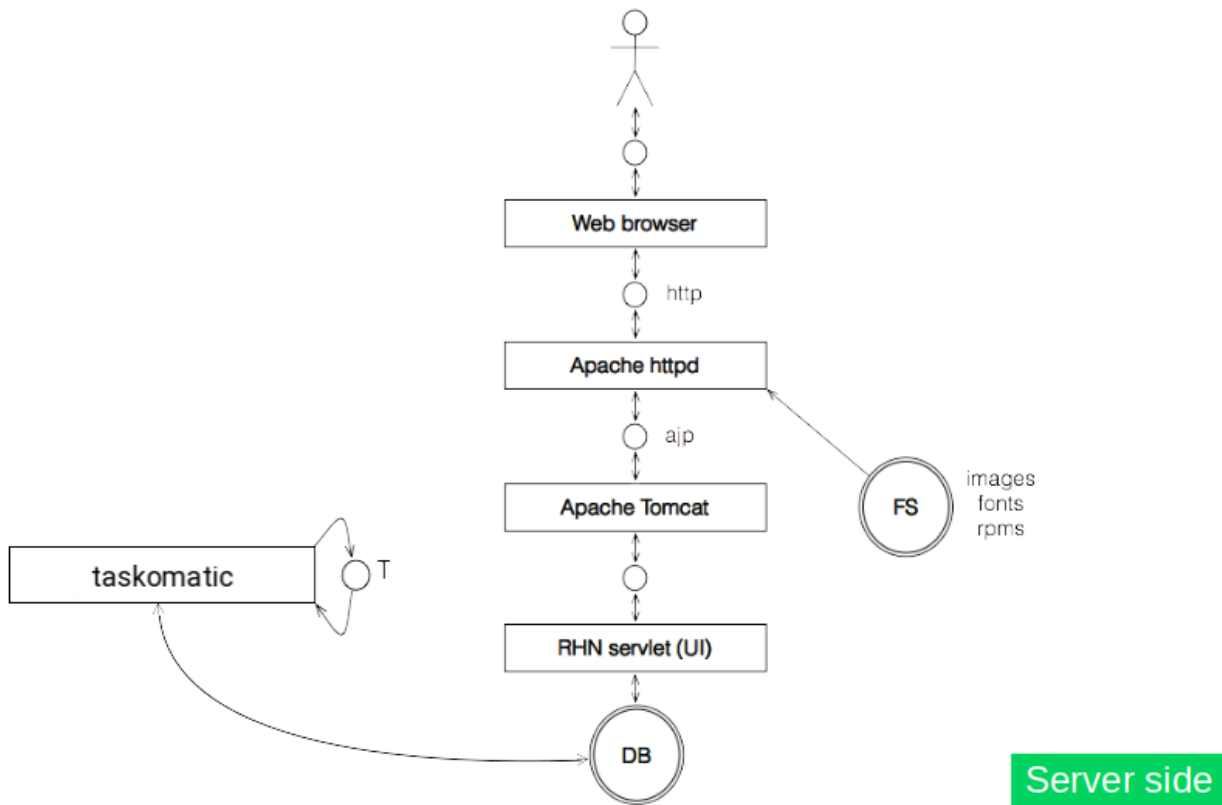 Web browser
http
Apache httpd
ajp
Apache Tomcat
FS
images
fonts
rpms
taskomatic
T
RHN servlet (UI)
DB
Server side